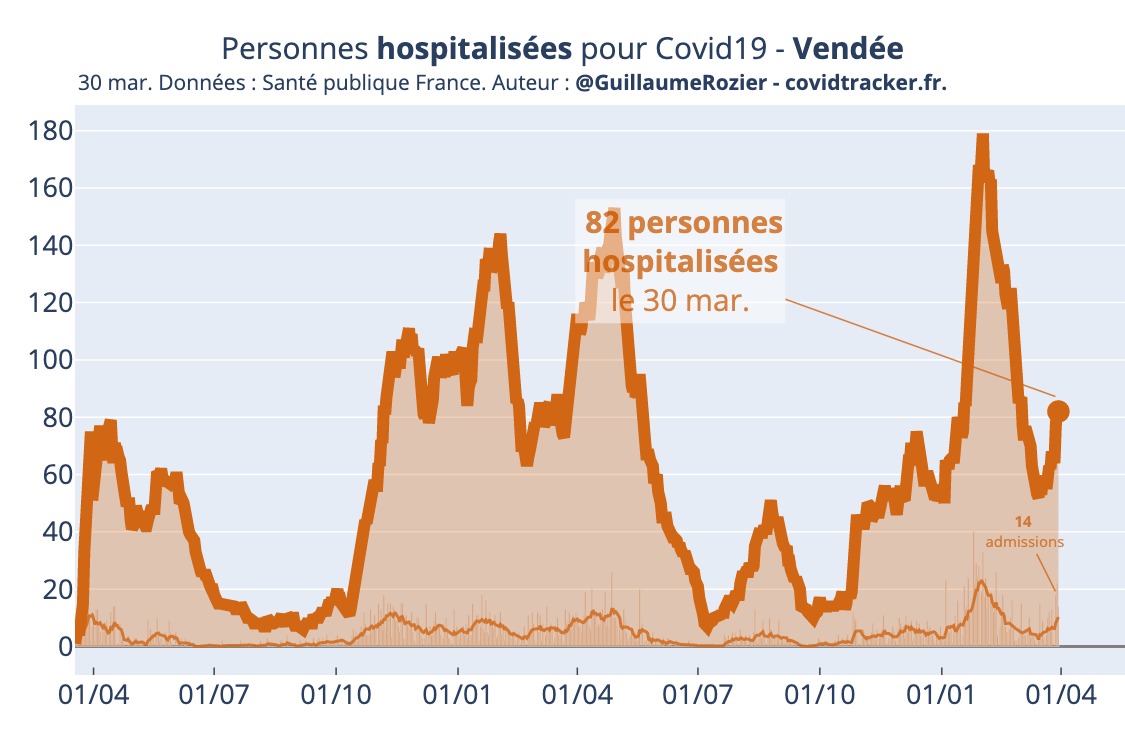 Personnes hospitalisées pour Covid19 - Vendée
30 mar. Données : Santé publique France. Auteur : @GuillaumeRozier - covidtracker.fr.
180
160
140
120
100
80
60
40
20
0
82 personnes
hospitalisées
le 30 mar.
14
admissions
01/04 01/07 01/10 01/01 01/04 01/07 01/10 01/01 01/04